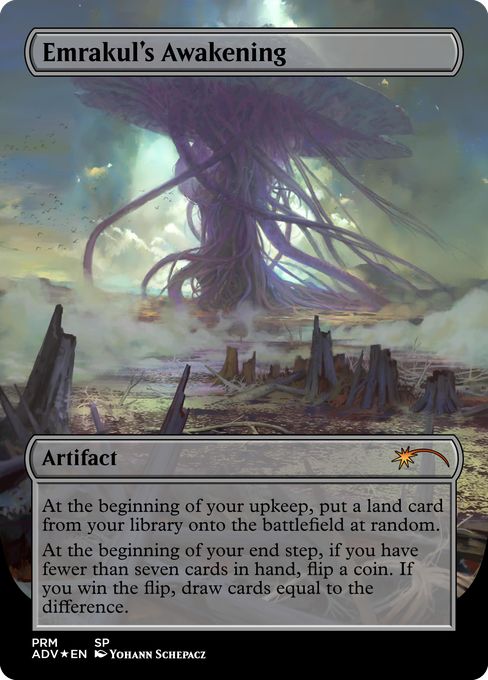 Emrakul's Awakening
Artifact
At the beginning of your upkeep, put a land card
from your library onto the battlefield at random.
At the beginning of your end step, if you have
fewer than seven cards in hand, flip a coin. If
you win the flip, draw cards equal to the
difference.
PRM SP
ADV★EN Yohann Schepacz